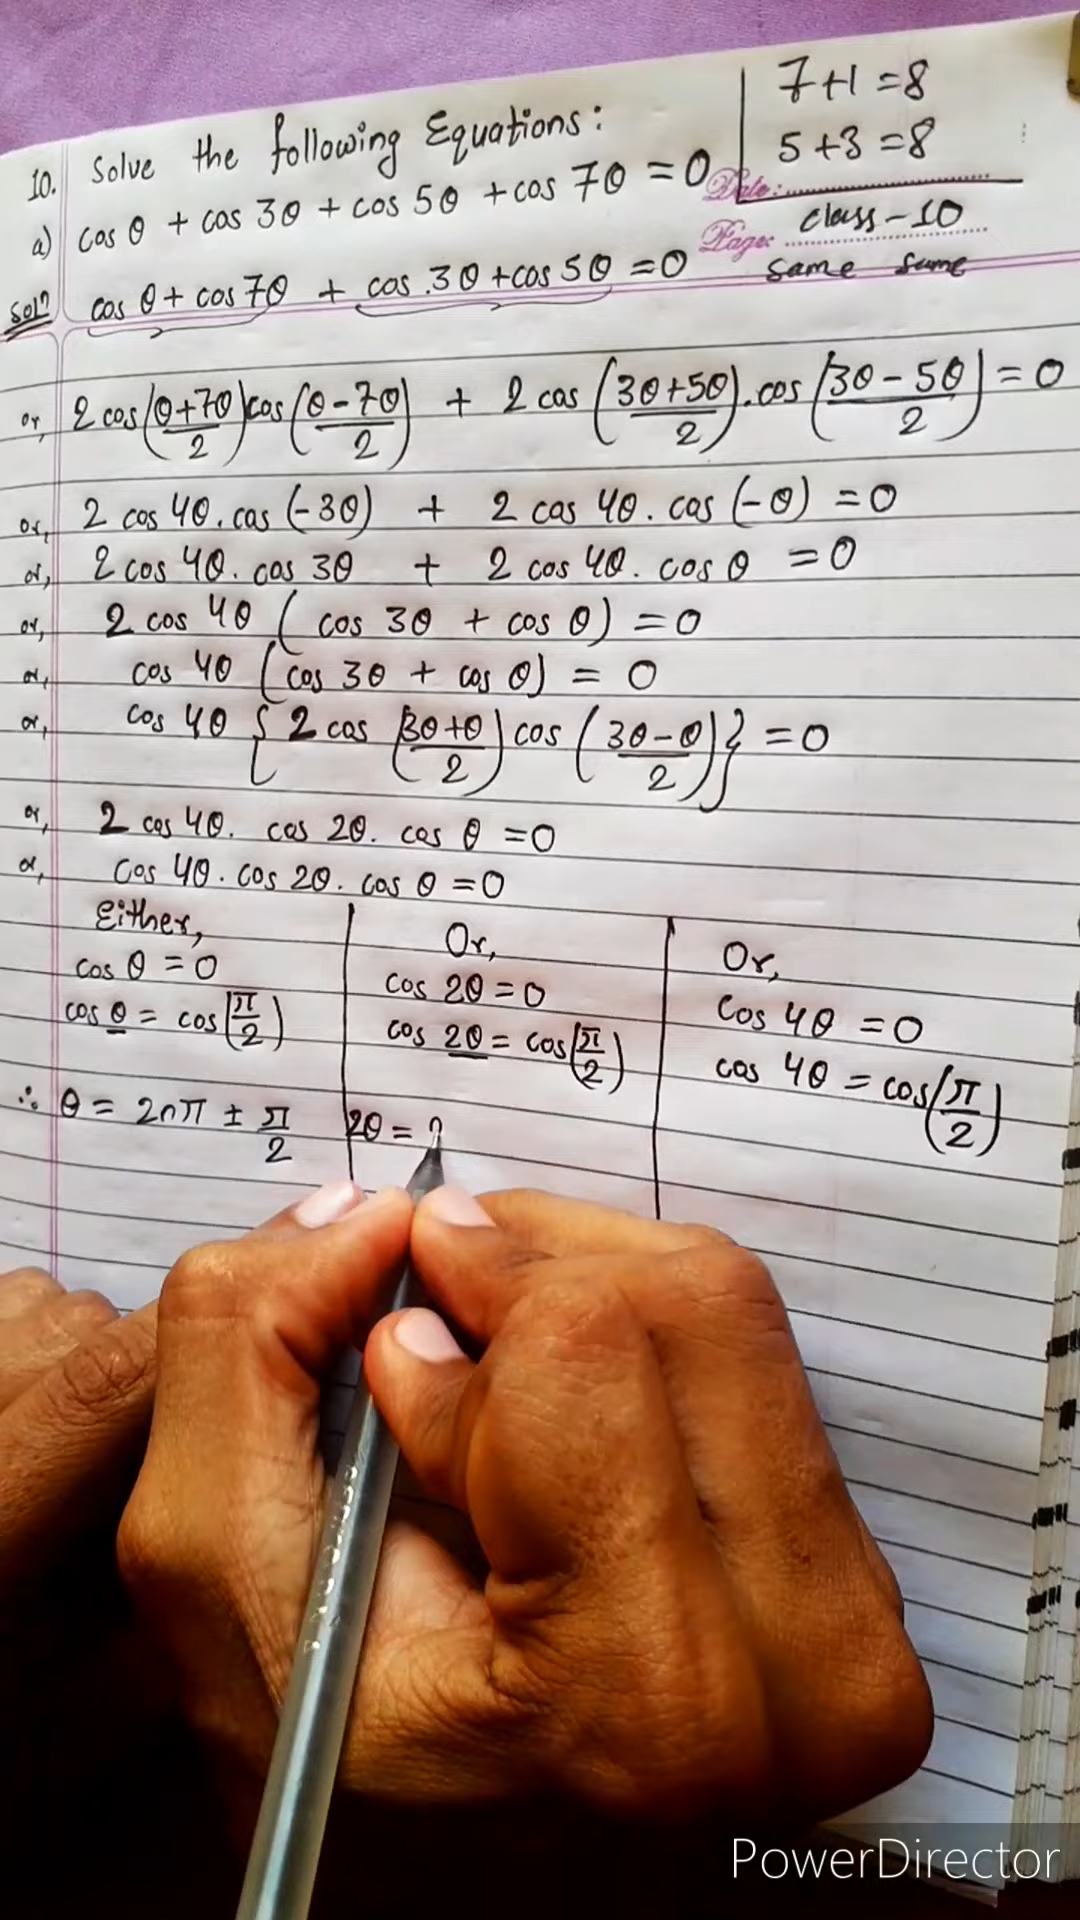 7+1 =8
5 +3 =8
10. Solve the following Equations:
a) cos θ + cos 3θ + cos 5θ + cos 7θ = 0
Date:
Page:
class-10
same same
Solⁿ cos θ + cos 7θ + cos 3θ + cos 5θ = 0
or, 2 cos((θ+7θ)/2) cos((θ-7θ)/2) + 2 cos((3θ+5θ)/2).cos((3θ-5θ)/2) = 0
or, 2 cos 4θ. cos (-3θ) + 2 cos 4θ. cos (-θ) = 0
or, 2 cos 4θ. cos 3θ + 2 cos 4θ. cos θ = 0
or, 2 cos 4θ (cos 3θ + cos θ) = 0
or, cos 4θ (cos 3θ + cos θ) = 0
or, cos 4θ {2 cos ((3θ+θ)/2) cos ((3θ-θ)/2)} = 0
or, 2 cos 4θ. cos 2θ. cos θ = 0
or, cos 4θ. cos 2θ. cos θ = 0
Either,
cos θ = 0
cos θ = cos(π/2)
∴ θ = 2nπ ± π/2
Or,
cos 2θ = 0
cos 2θ = cos(π/2)
2θ =
Or,
cos 4θ = 0
cos 4θ = cos(π/2)
PowerDirector